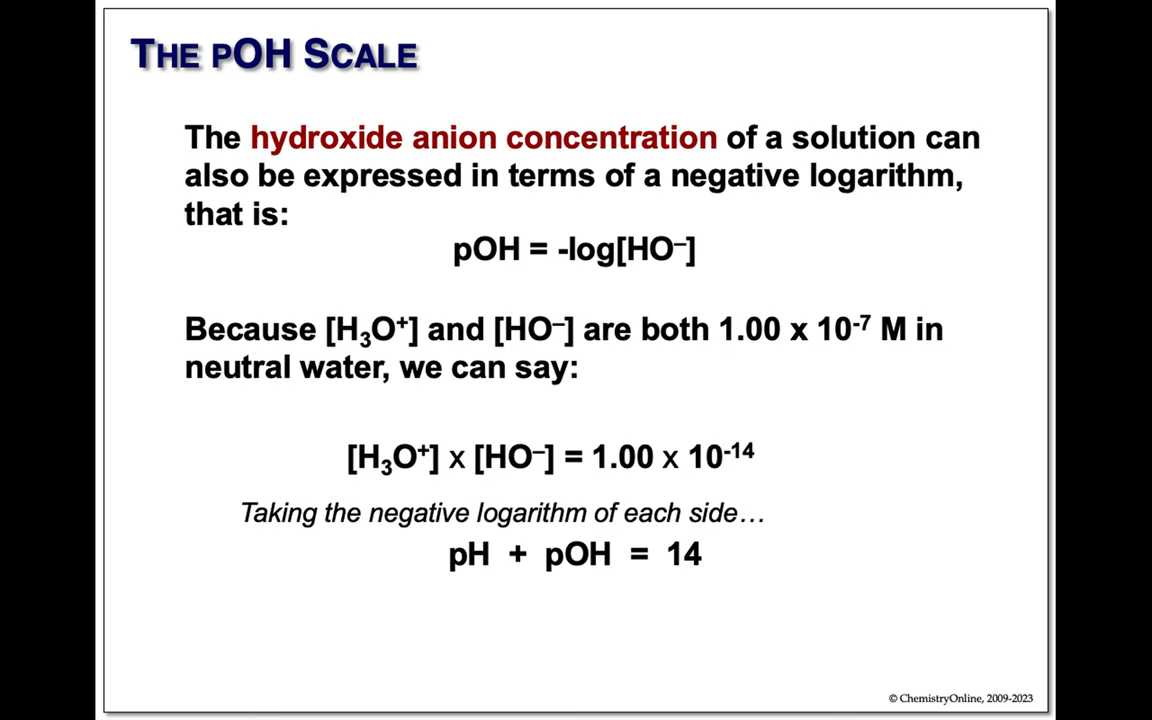 THE POH SCALE
The hydroxide anion concentration of a solution can
also be expressed in terms of a negative logarithm,
that is:
pOH = -log[HO⁻]
Because [H₃O⁺] and [HO⁻] are both 1.00 x 10⁻⁷ M in
neutral water, we can say:
[H₃O⁺] x [HO⁻] = 1.00 x 10⁻¹⁴
Taking the negative logarithm of each side…
pH + pOH = 14
© ChemistryOnline, 2009-2023